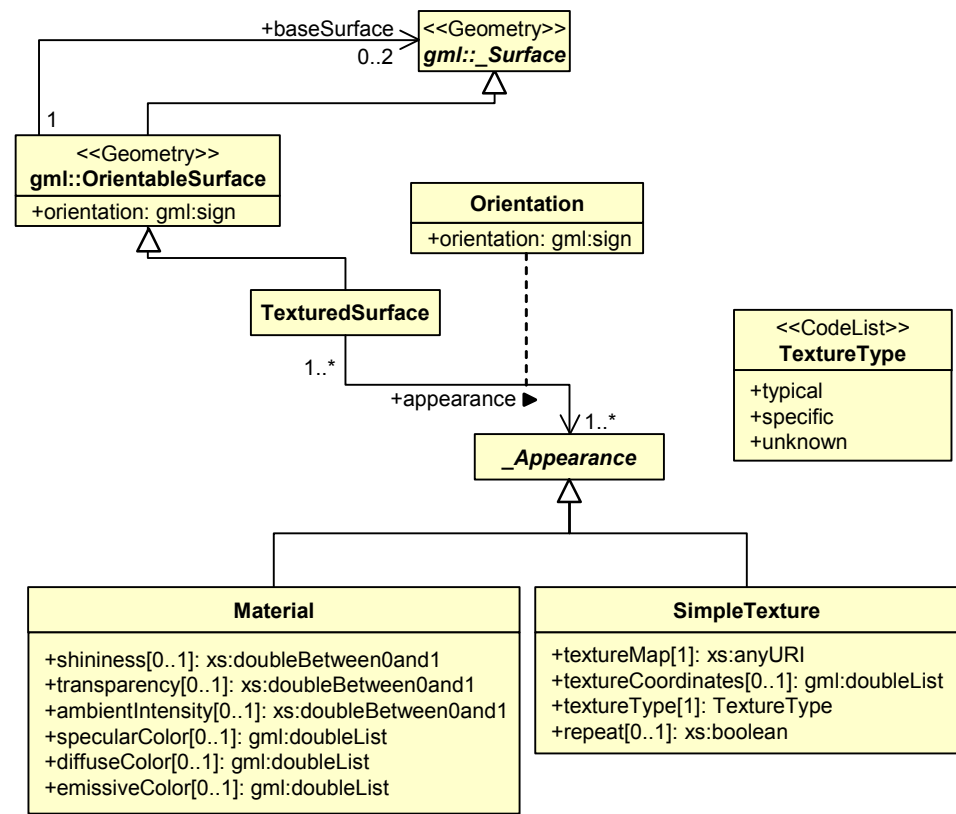 +baseSurface
0..2
<<Geometry>>
gml::_Surface
1
<<Geometry>>
gml::OrientableSurface
+orientation: gml:sign
Orientation
+orientation: gml:sign
TexturedSurface
1..*
+appearance
1..*
<<CodeList>>
TextureType
+typical
+specific
+unknown
_Appearance
Material
+shininess[0..1]: xs:doubleBetween0and1
+transparency[0..1]: xs:doubleBetween0and1
+ambientIntensity[0..1]: xs:doubleBetween0and1
+specularColor[0..1]: gml:doubleList
+diffuseColor[0..1]: gml:doubleList
+emissiveColor[0..1]: gml:doubleList
SimpleTexture
+textureMap[1]: xs:anyURI
+textureCoordinates[0..1]: gml:doubleList
+textureType[1]: TextureType
+repeat[0..1]: xs:boolean